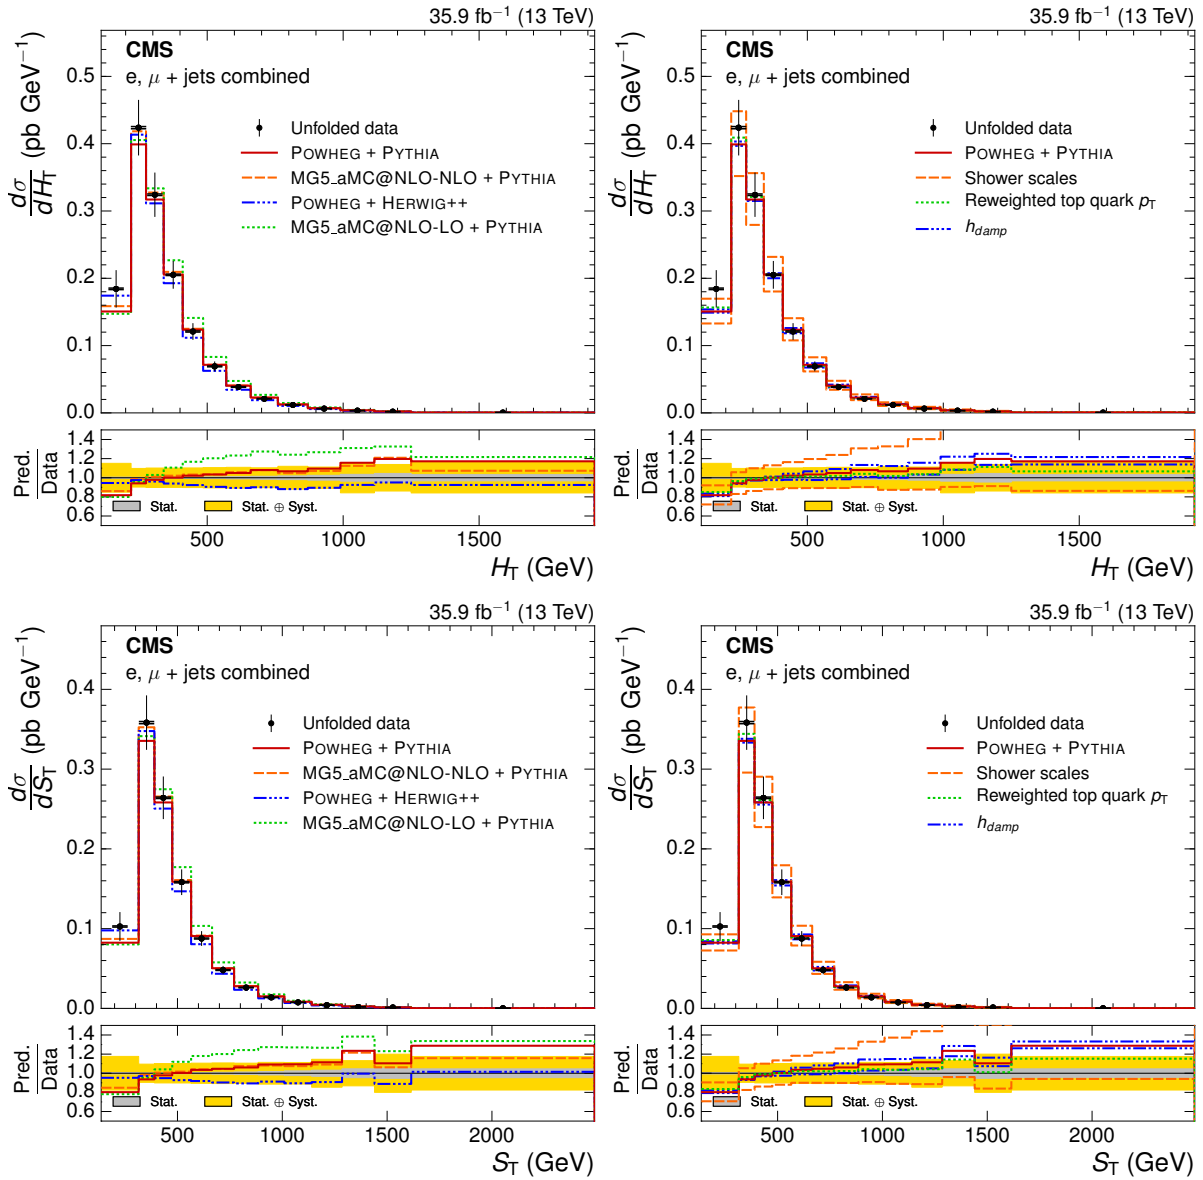 35.9 fb⁻¹ (13 TeV)
CMS
e, μ + jets combined
dσ/dH_T (pb GeV⁻¹)
0.5
0.4
0.3
0.2
0.1
0.0
Unfolded data
POWHEG + PYTHIA
MG5_aMC@NLO-NLO + PYTHIA
POWHEG + HERWIG++
MG5_aMC@NLO-LO + PYTHIA
Pred./Data
1.4
1.2
1.0
0.8
0.6
Stat.
Stat. ⊕ Syst.
500 1000 1500
H_T (GeV)
35.9 fb⁻¹ (13 TeV)
CMS
e, μ + jets combined
dσ/dH_T (pb GeV⁻¹)
0.5
0.4
0.3
0.2
0.1
0.0
Unfolded data
POWHEG + PYTHIA
Shower scales
Reweighted top quark p_T
h_damp
Pred./Data
1.4
1.2
1.0
0.8
0.6
Stat.
Stat. ⊕ Syst.
500 1000 1500
H_T (GeV)
35.9 fb⁻¹ (13 TeV)
CMS
e, μ + jets combined
dσ/dS_T (pb GeV⁻¹)
0.4
0.3
0.2
0.1
0.0
Unfolded data
POWHEG + PYTHIA
MG5_aMC@NLO-NLO + PYTHIA
POWHEG + HERWIG++
MG5_aMC@NLO-LO + PYTHIA
Pred./Data
1.4
1.2
1.0
0.8
0.6
Stat.
Stat. ⊕ Syst.
500 1000 1500 2000
S_T (GeV)
35.9 fb⁻¹ (13 TeV)
CMS
e, μ + jets combined
dσ/dS_T (pb GeV⁻¹)
0.4
0.3
0.2
0.1
0.0
Unfolded data
POWHEG + PYTHIA
Shower scales
Reweighted top quark p_T
h_damp
Pred./Data
1.4
1.2
1.0
0.8
0.6
Stat.
Stat. ⊕ Syst.
500 1000 1500 2000
S_T (GeV)